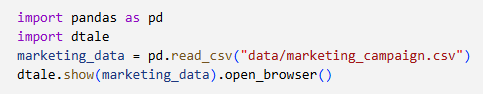 import pandas as pd
import dtale
marketing_data = pd.read_csv("data/marketing_campaign.csv")
dtale.show(marketing_data).open_browser()